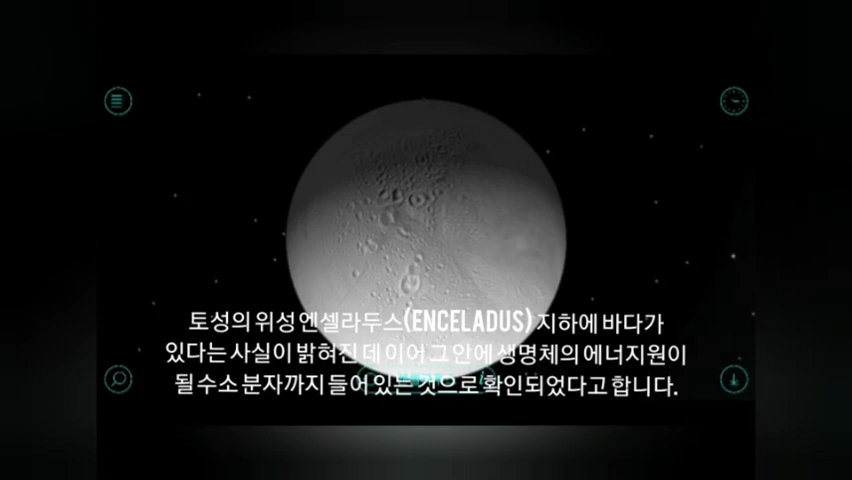 토성의 위성 엔셀라두스(ENCELADUS) 지하에 바다가
있다는 사실이 밝혀진 데 이어 그 안에 생명체의 에너지원이
될 수소 분자까지 들어 있는 것으로 확인되었다고 합니다.